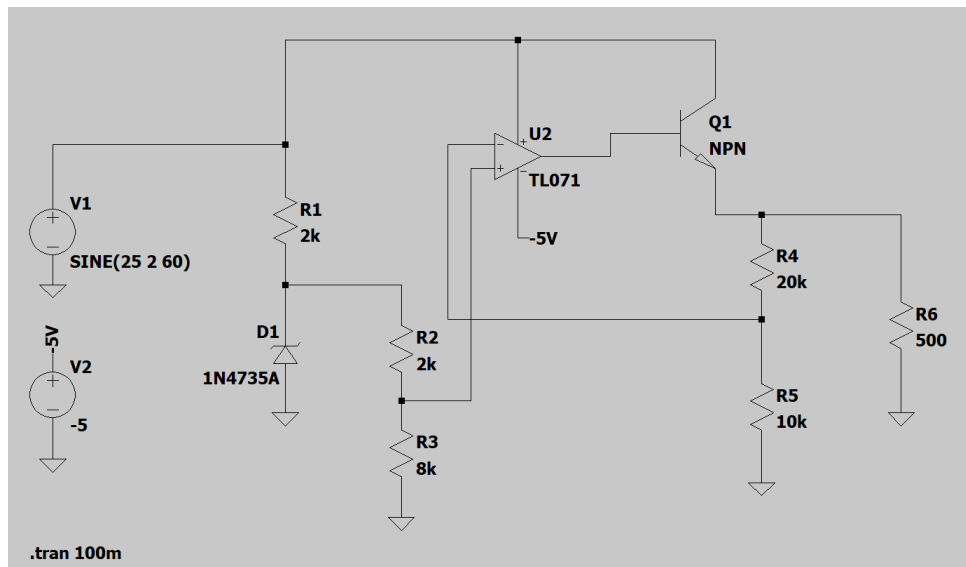 V1
SINE(25 2 60)
-5V
V2
-5
R1
2k
D1
1N4735A
R2
2k
R3
8k
U2
TL071
-5V
Q1
NPN
R4
20k
R5
10k
R6
500
.tran 100m